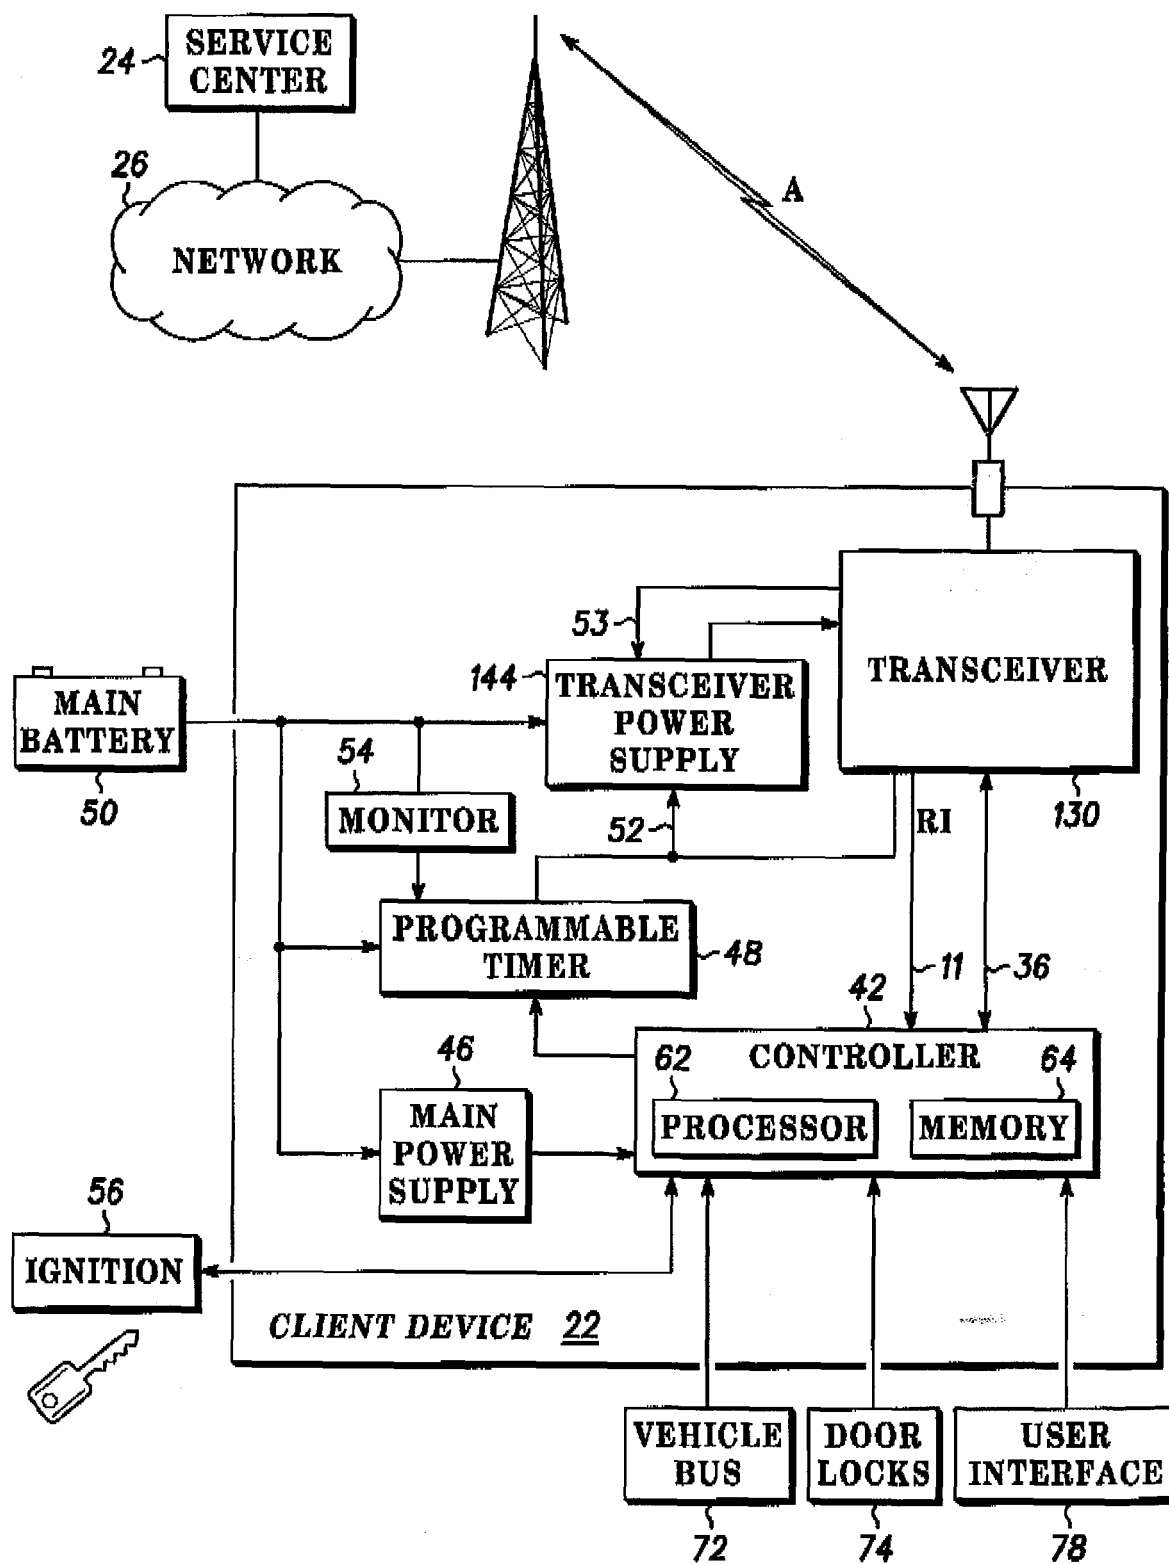 24
SERVICE
CENTER
26
NETWORK
A
53
144
TRANSCEIVER
POWER
SUPPLY
TRANSCEIVER
130
MAIN
BATTERY
50
54
MONITOR
52
RI
PROGRAMMABLE
TIMER
48
11
36
42
CONTROLLER
62
PROCESSOR
64
MEMORY
46
MAIN
POWER
SUPPLY
56
IGNITION
CLIENT DEVICE 22
VEHICLE
BUS
72
DOOR
LOCKS
74
USER
INTERFACE
78